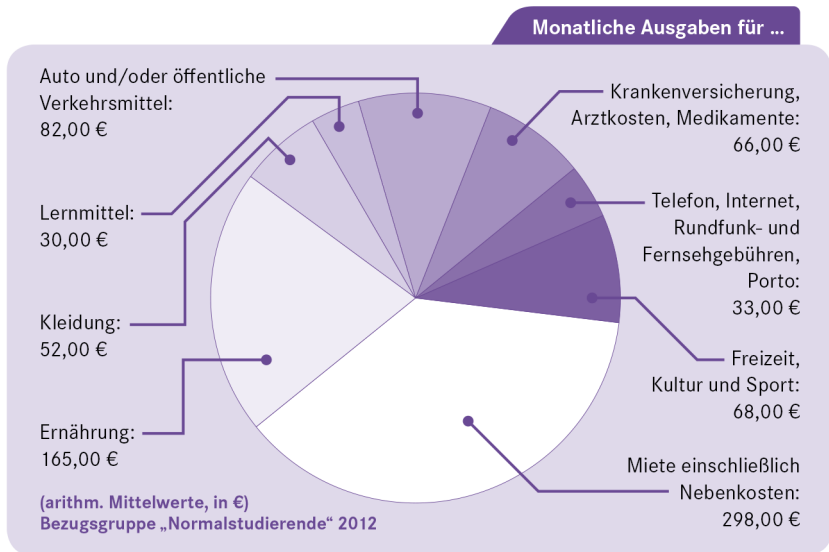 Monatliche Ausgaben für ...
Auto und/oder öffentliche
Verkehrsmittel:
82,00 €
Lernmittel:
30,00 €
Kleidung:
52,00 €
Ernährung:
165,00 €
Krankenversicherung,
Arztkosten, Medikamente:
66,00 €
Telefon, Internet,
Rundfunk- und
Fernsehgebühren,
Porto:
33,00 €
Freizeit,
Kultur und Sport:
68,00 €
Miete einschließlich
Nebenkosten:
298,00 €
(arithm. Mittelwerte, in €)
Bezugsgruppe „Normalstudierende“ 2012